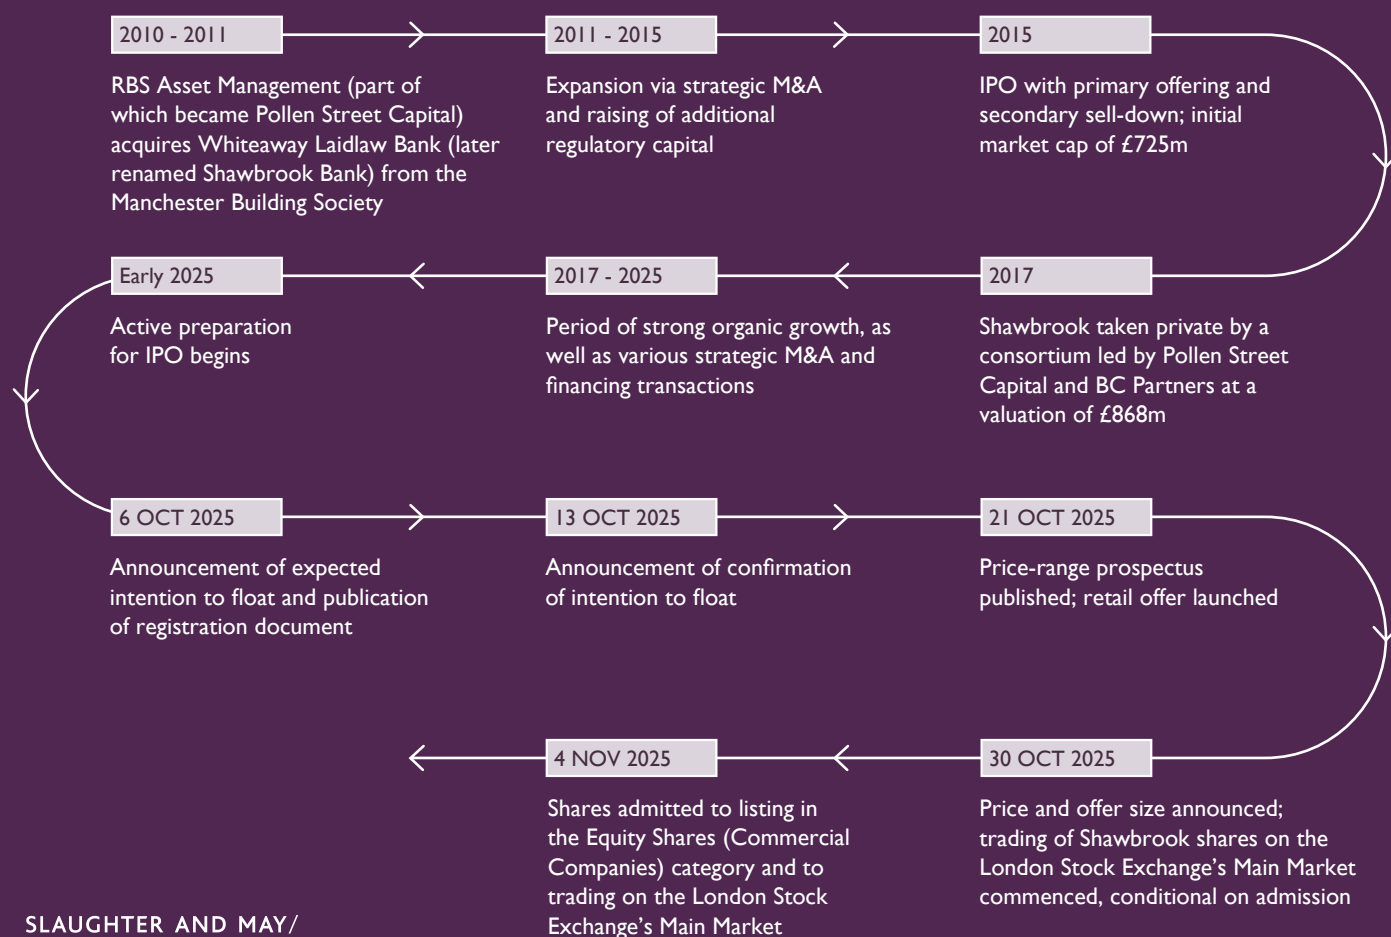 2010 - 2011
RBS Asset Management (part of
which became Pollen Street Capital)
acquires Whiteaway Laidlaw Bank (later
renamed Shawbrook Bank) from the
Manchester Building Society
2011 - 2015
Expansion via strategic M&A
and raising of additional
regulatory capital
2015
IPO with primary offering and
secondary sell-down; initial
market cap of £725m
2017
Shawbrook taken private by a
consortium led by Pollen Street
Capital and BC Partners at a
valuation of £868m
2017 - 2025
Period of strong organic growth, as
well as various strategic M&A and
financing transactions
Early 2025
Active preparation
for IPO begins
6 OCT 2025
Announcement of expected
intention to float and publication
of registration document
13 OCT 2025
Announcement of confirmation
of intention to float
21 OCT 2025
Price-range prospectus
published; retail offer launched
30 OCT 2025
Price and offer size announced;
trading of Shawbrook shares on the
London Stock Exchange's Main Market
commenced, conditional on admission
4 NOV 2025
Shares admitted to listing in
the Equity Shares (Commercial
Companies) category and to
trading on the London Stock
Exchange's Main Market
SLAUGHTER AND MAY/